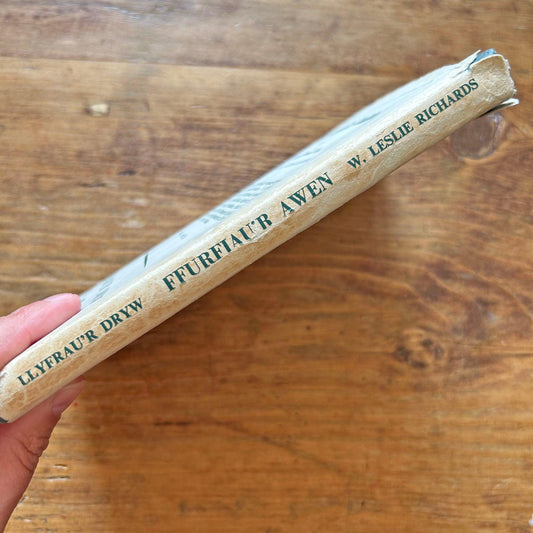 LLYFRAU'R DRYW FFURFIAU'R AWEN W. LESLIE RICHARDS